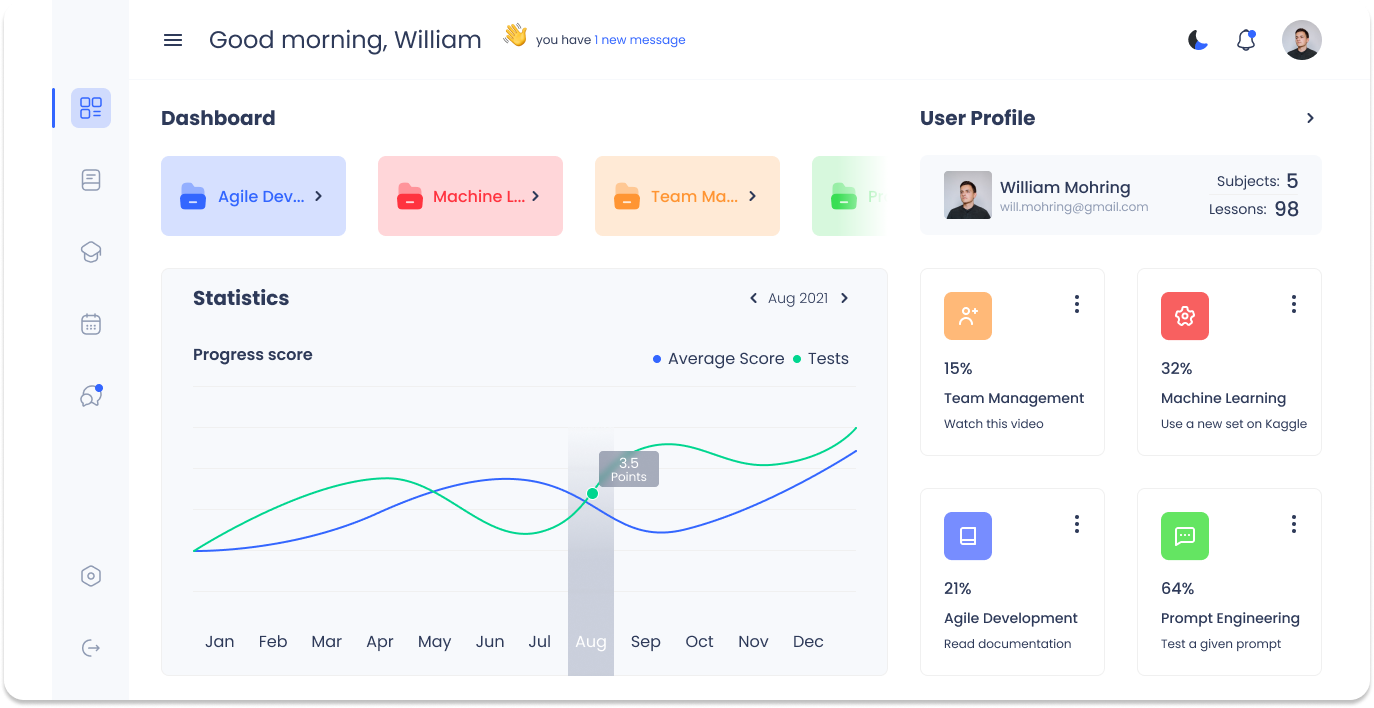 Good morning, William
you have 1 new message
Dashboard
Agile Dev...
Machine L...
Team Ma...
Statistics
Aug 2021
Progress score
Average Score
Tests
3.5
Points
Jan Feb Mar Apr May Jun Jul Aug Sep Oct Nov Dec
User Profile
William Mohring
will.mohring@gmail.com
Subjects: 5
Lessons: 98
15%
Team Management
Watch this video
32%
Machine Learning
Use a new set on Kaggle
21%
Agile Development
Read documentation
64%
Prompt Engineering
Test a given prompt